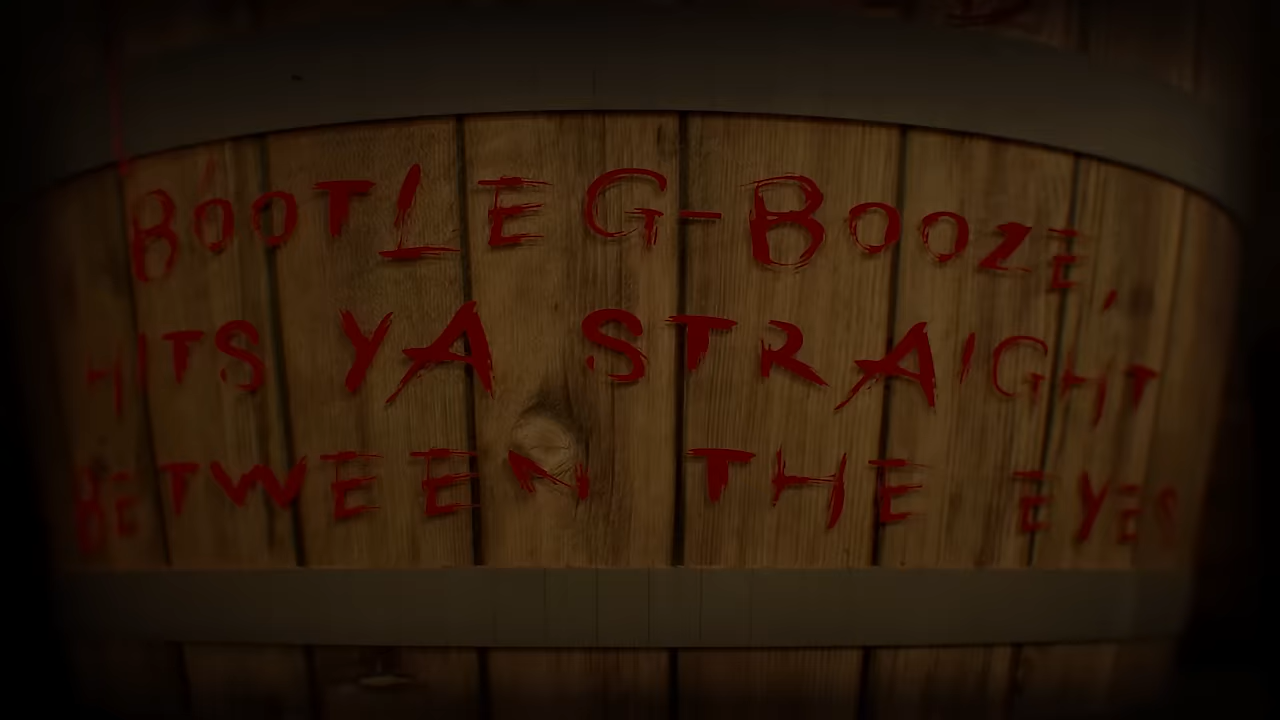 BOOTLEG-BOOZE,
HITS YA STRAIGHT
BETWEEN THE EYES